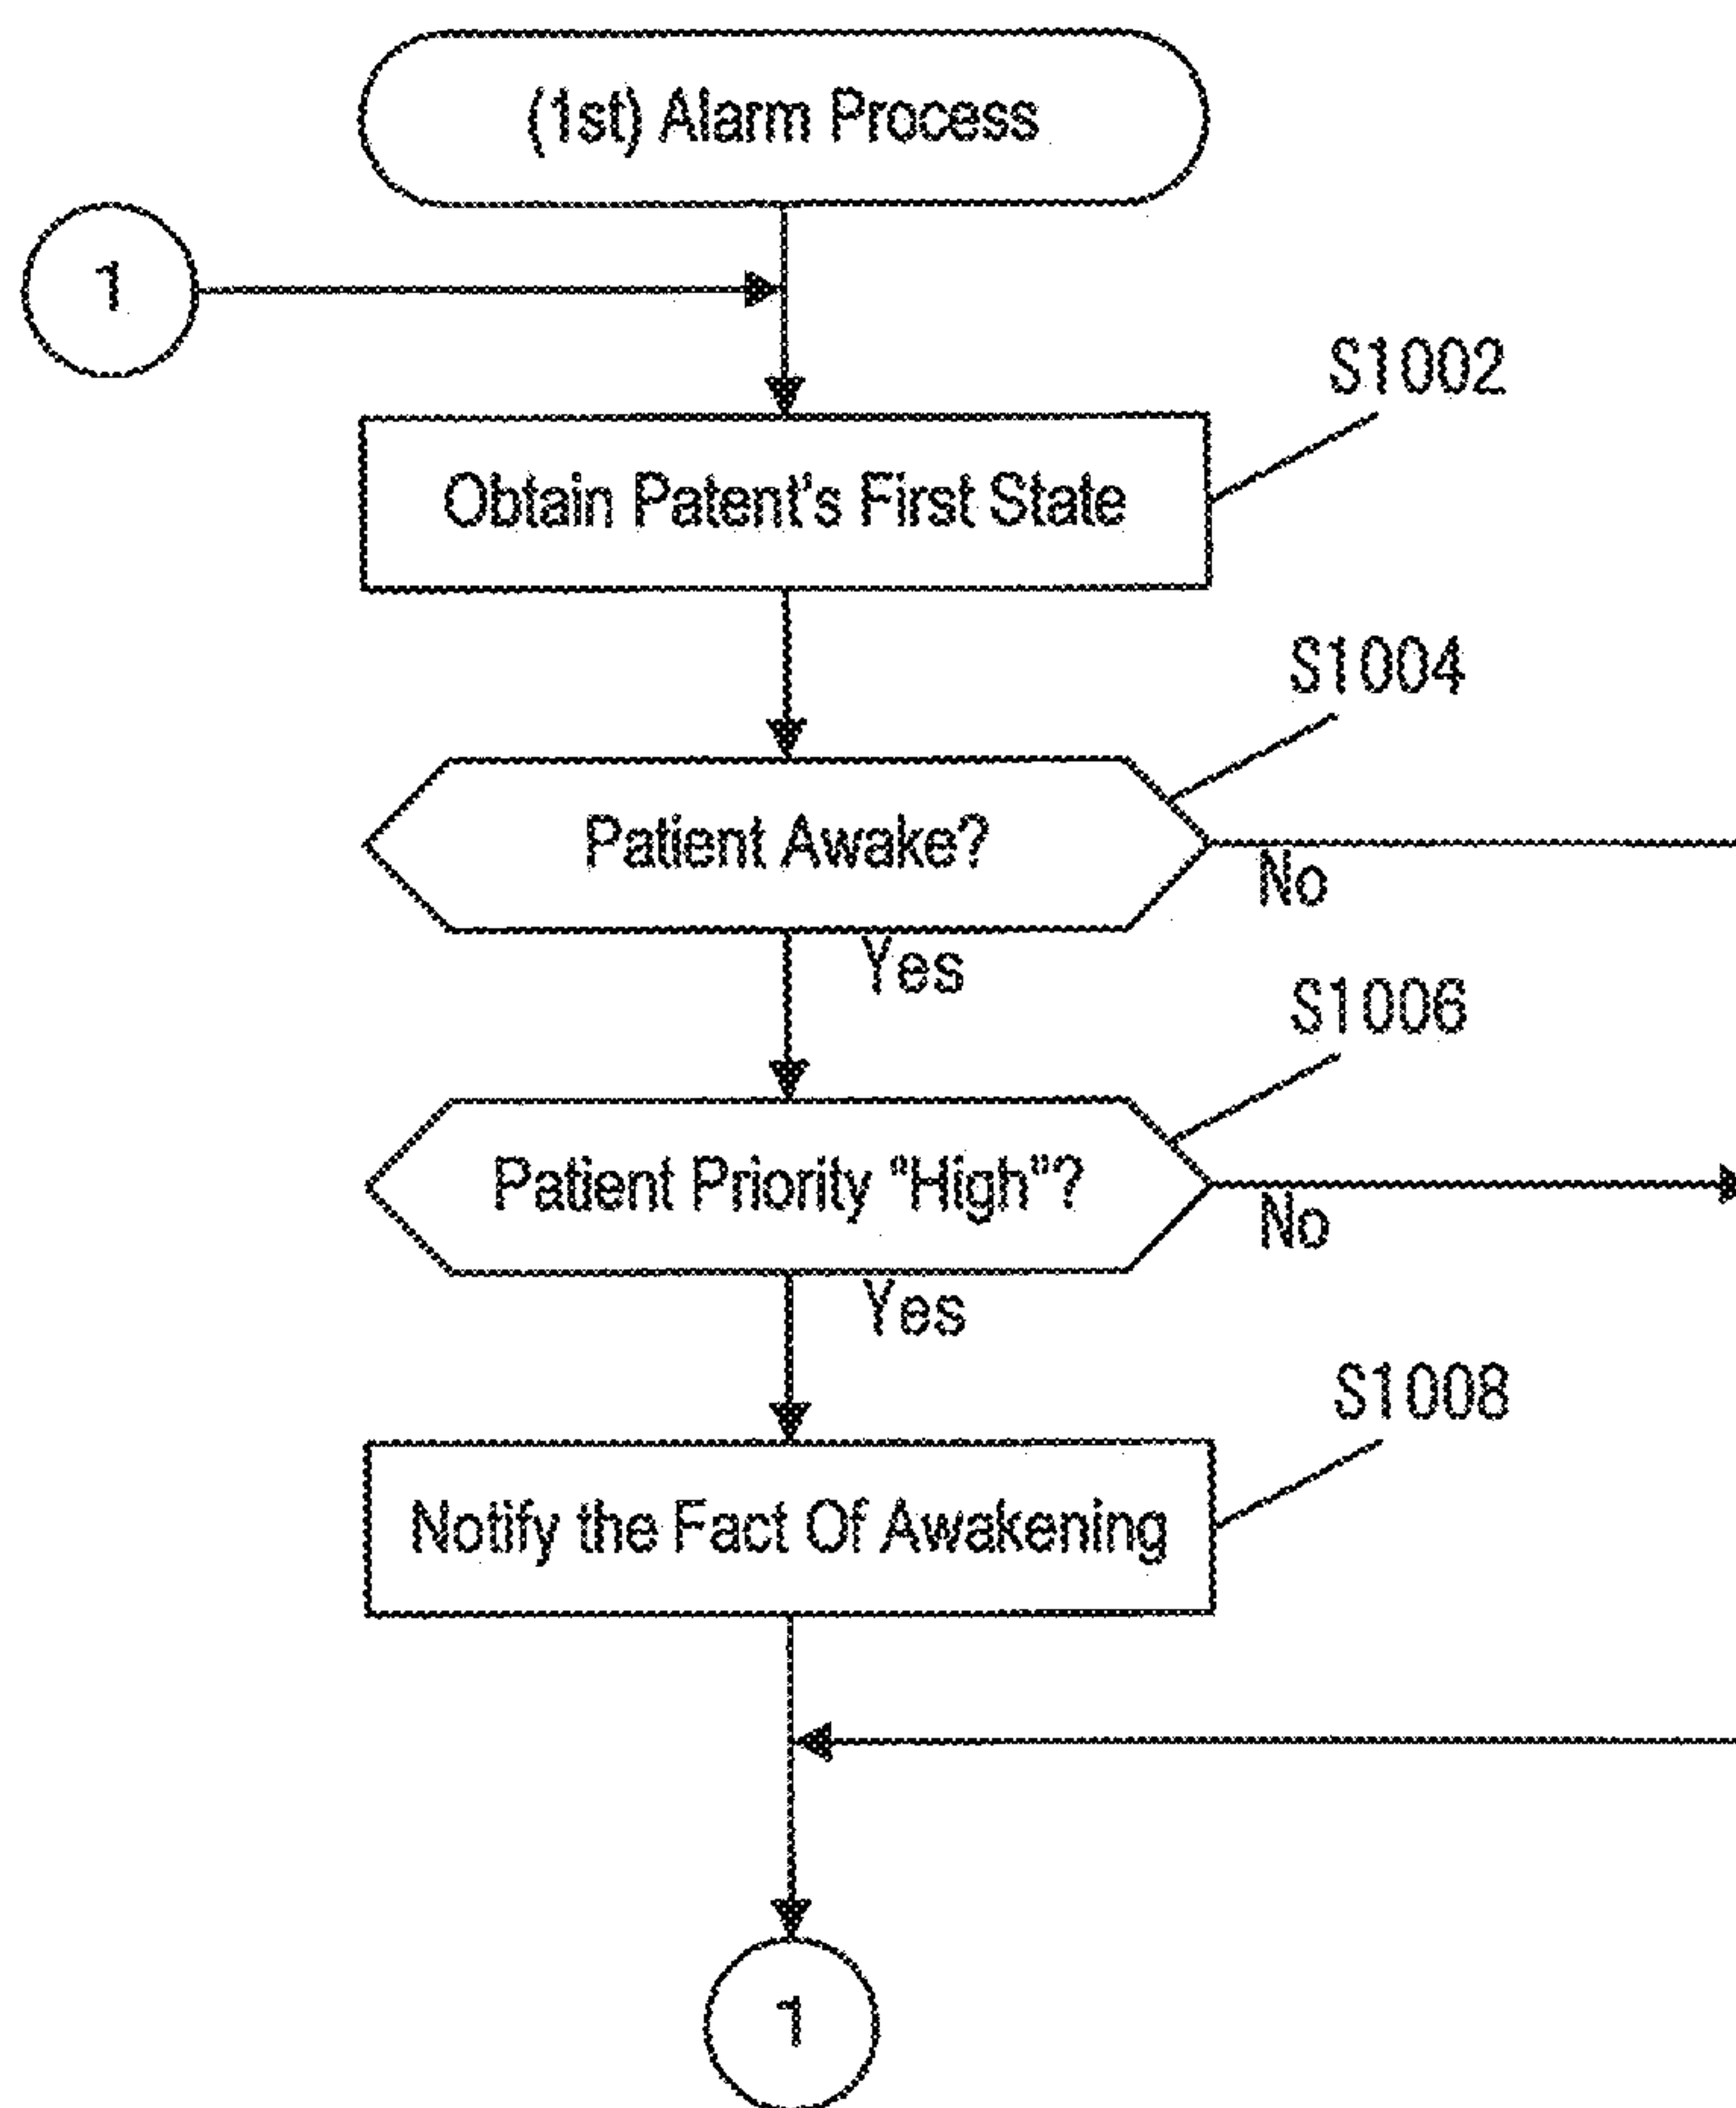 (1st) Alarm Process
1
S1002
Obtain Patent's First State
S1004
Patient Awake?
No
Yes
S1006
Patient Priority "High"?
No
Yes
S1008
Notify the Fact Of Awakening
1